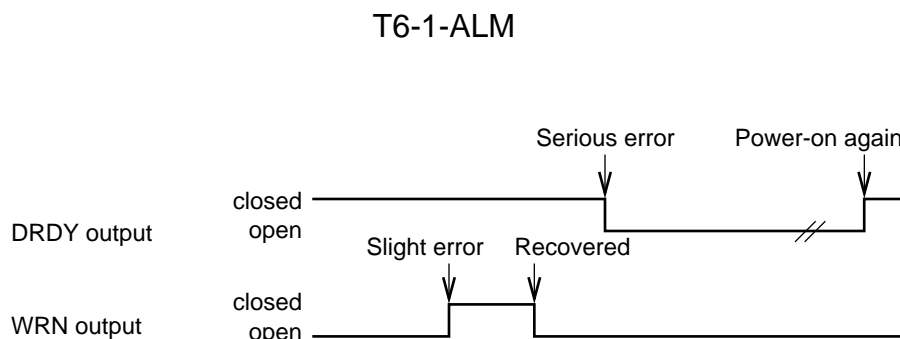 T6-1-ALM
Serious error Power-on again
closed
DRDY output open
Slight error Recovered
closed
WRN output open